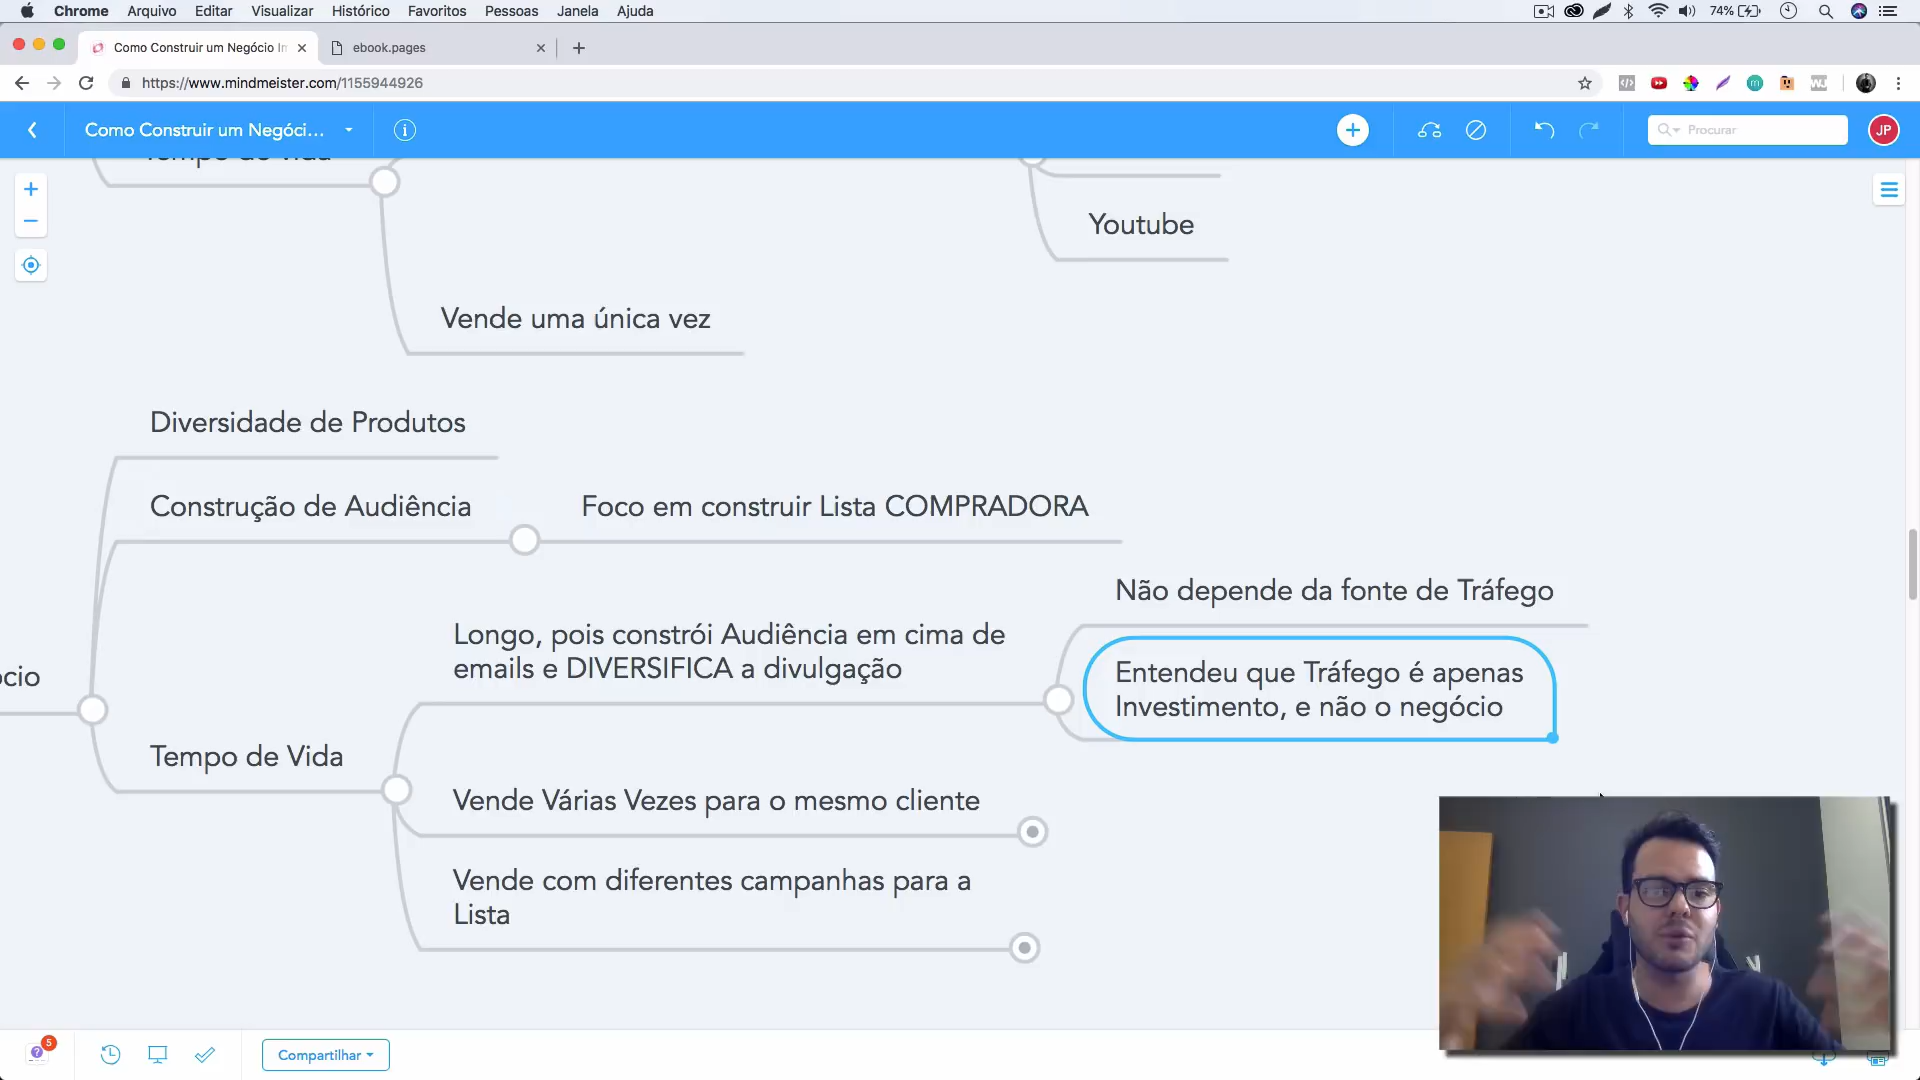 Chrome Arquivo Editar Visualizar Histórico Favoritos Pessoas Janela Ajuda 74%
Como Construir um Negócio
ebook.pages
https://www.mindmeister.com/1155944926
Como Construir um Negóci...
Procurar
JP
Youtube
Vende uma única vez
Diversidade de Produtos
Construção de Audiência
Foco em construir Lista COMPRADORA
Não depende da fonte de Tráfego
Longo, pois constrói Audiência em cima de
emails e DIVERSIFICA a divulgação
Entendeu que Tráfego é apenas
Investimento, e não o negócio
ócio
Tempo de Vida
Vende Várias Vezes para o mesmo cliente
Vende com diferentes campanhas para a
Lista
5
Compartilhar